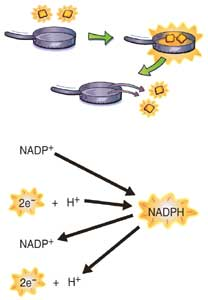 NADP⁺
2e⁻ + H⁺
NADPH
NADP⁺
2e⁻ + H⁺